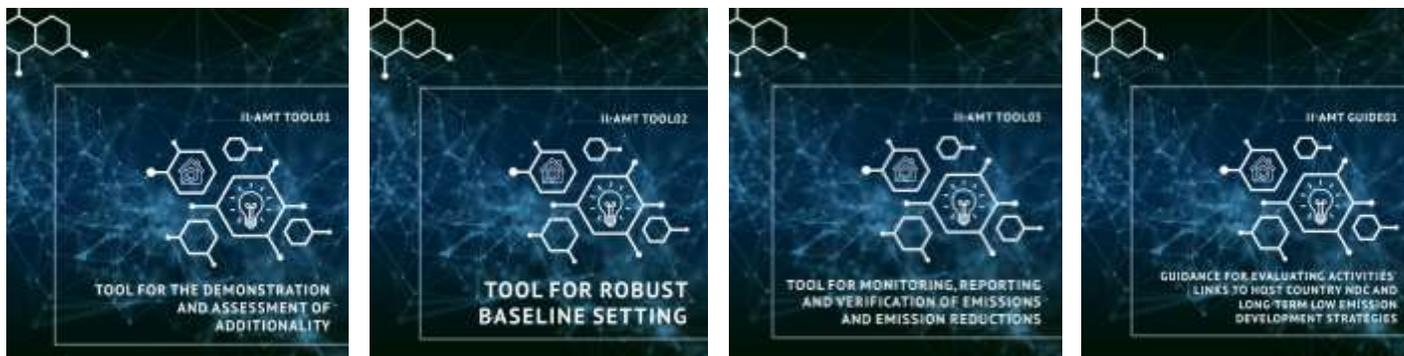 II-AMT TOOL01
TOOL FOR THE DEMONSTRATION
AND ASSESSMENT OF
ADDITIONALITY
II-AMT TOOL02
TOOL FOR ROBUST
BASELINE SETTING
II-AMT TOOL03
TOOL FOR MONITORING, REPORTING
AND VERIFICATION OF EMISSIONS
AND EMISSION REDUCTIONS
II-AMT GUIDE01
GUIDANCE FOR EVALUATING ACTIVITIES'
LINKS TO HOST COUNTRY NDC AND
LONG-TERM LOW EMISSION
DEVELOPMENT STRATEGIES